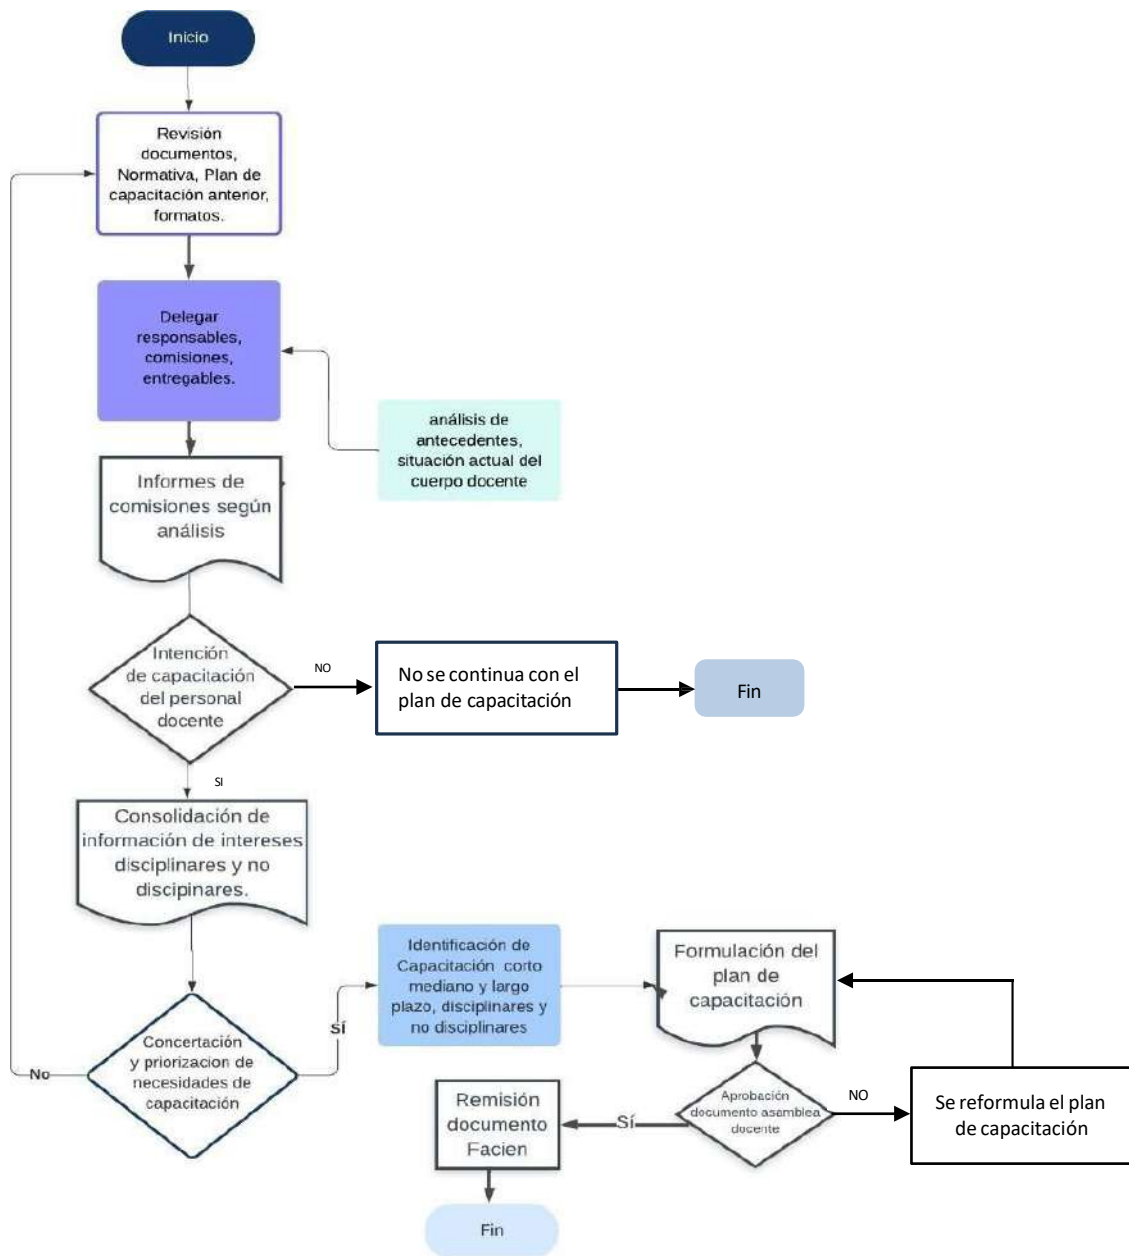 Inicio
Revisión
documentos,
Normativa, Plan de
capacitación anterior,
formatos.
Delegar
responsables,
comisiones,
entregables.
análisis de
antecedentes,
situación actual del
cuerpo docente
Informes de
comisiones según
análisis
Intención
de capacitación
del personal
docente
NO
No se continua con el
plan de capacitación
Fin
SI
Consolidación de
información de intereses
disciplinares y no
discipinares.
Concertación
y priorizacion de
necesidades de
capacitación
No
SÍ
Identificación de
Capacitación corto
mediano y largo
plazo, disciplinares y
no disciplinares
Formulación del
plan de
capacitación
Aprobación
documento asamblea
docente
NO
Se reformula el plan
de capacitación
Sí
Remisión
documento
Facien
Fin